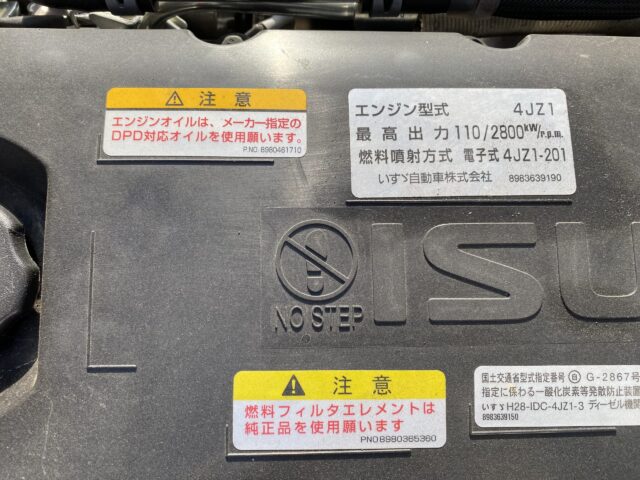 ⚠ 注意
エンジンオイルは、メーカー指定の
DPD対応オイルを使用願います。
P.NO. 8980461710
エンジン型式 4JZ1
最高出力 110/2800kW/r.p.m.
燃料噴射方式 電子式 4JZ1-201
いすゞ自動車株式会社 8983639190
ISU
NO STEP
⚠ 注意
燃料フィルタエレメントは
純正品を使用願います
P.NO 8980365360
国土交通省型式指定番号 自 G-2867号
指定に係わる一酸化炭素等発散防止装置
いすゞH28-IDC-4JZ1-3 ディーゼル機関
8983639150